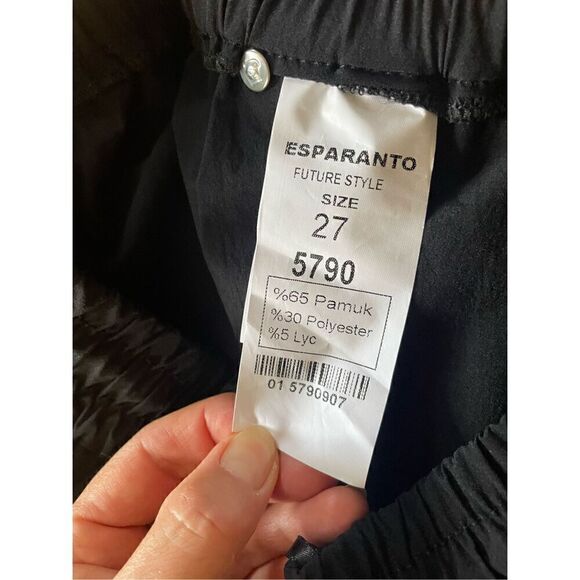 ESPARANTO
FUTURE STYLE
SIZE
27
5790
%65 Pamuk
%30 Polyester
%5 Lyc
01 5790907